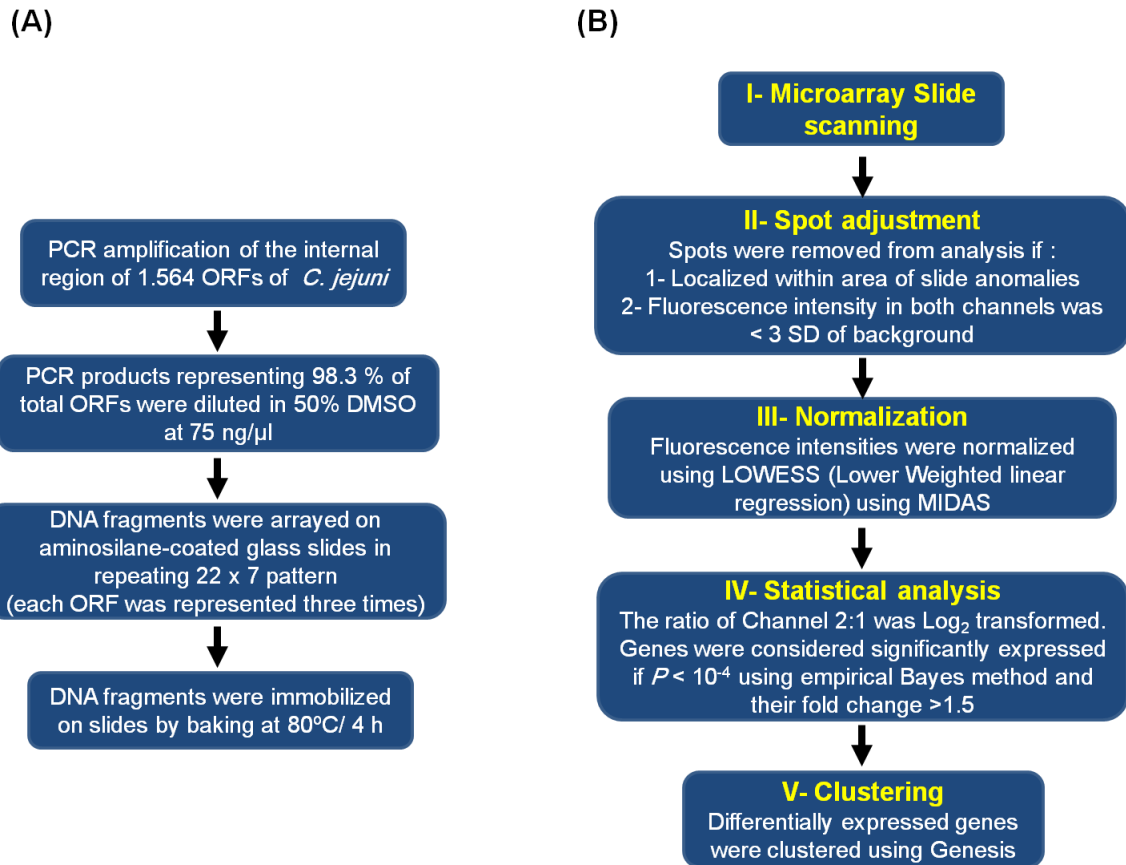 (A)
PCR amplification of the internal
region of 1.564 ORFs of C. jejuni
PCR products representing 98.3 % of
total ORFs were diluted in 50% DMSO
at 75 ng/µl
DNA fragments were arrayed on
aminosilane-coated glass slides in
repeating 22 x 7 pattern
(each ORF was represented three times)
DNA fragments were immobilized
on slides by baking at 80ºC/ 4 h
(B)
I- Microarray Slide
scanning
II- Spot adjustment
Spots were removed from analysis if :
1- Localized within area of slide anomalies
2- Fluorescence intensity in both channels was
< 3 SD of background
III- Normalization
Fluorescence intensities were normalized
using LOWESS (Lower Weighted linear
regression) using MIDAS
IV- Statistical analysis
The ratio of Channel 2:1 was Log₂ transformed.
Genes were considered significantly expressed
if P < 10⁻⁴ using empirical Bayes method and
their fold change >1.5
V- Clustering
Differentially expressed genes
were clustered using Genesis